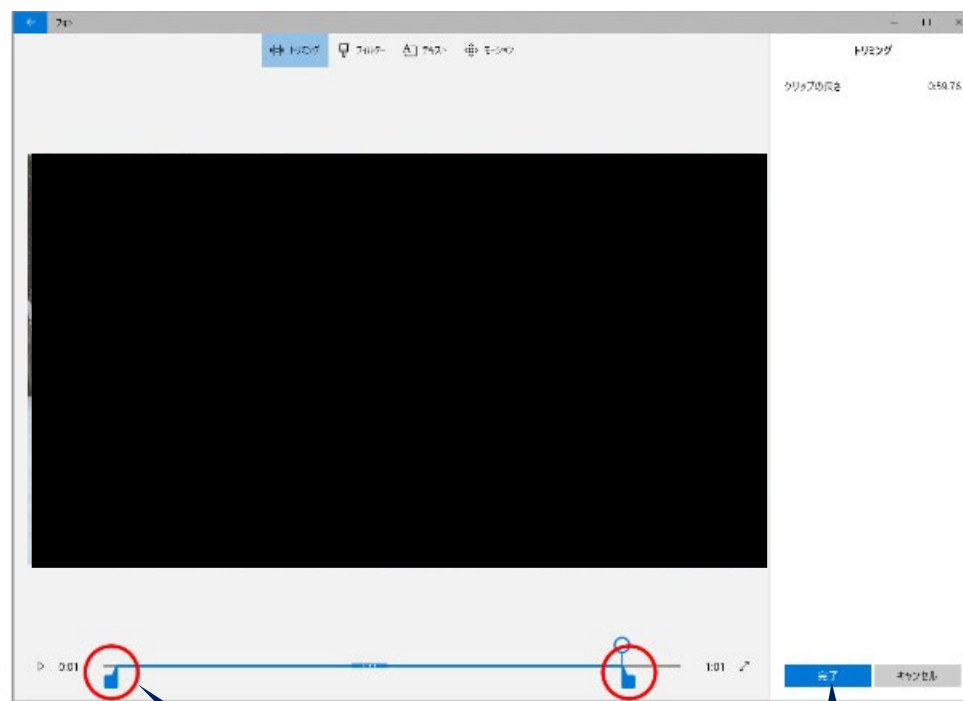 フォト
トリミング
フィルター
テキスト
モーション
トリミング
クリップの長さ 0:59.76
0:01
1:01
完了 キャンセル